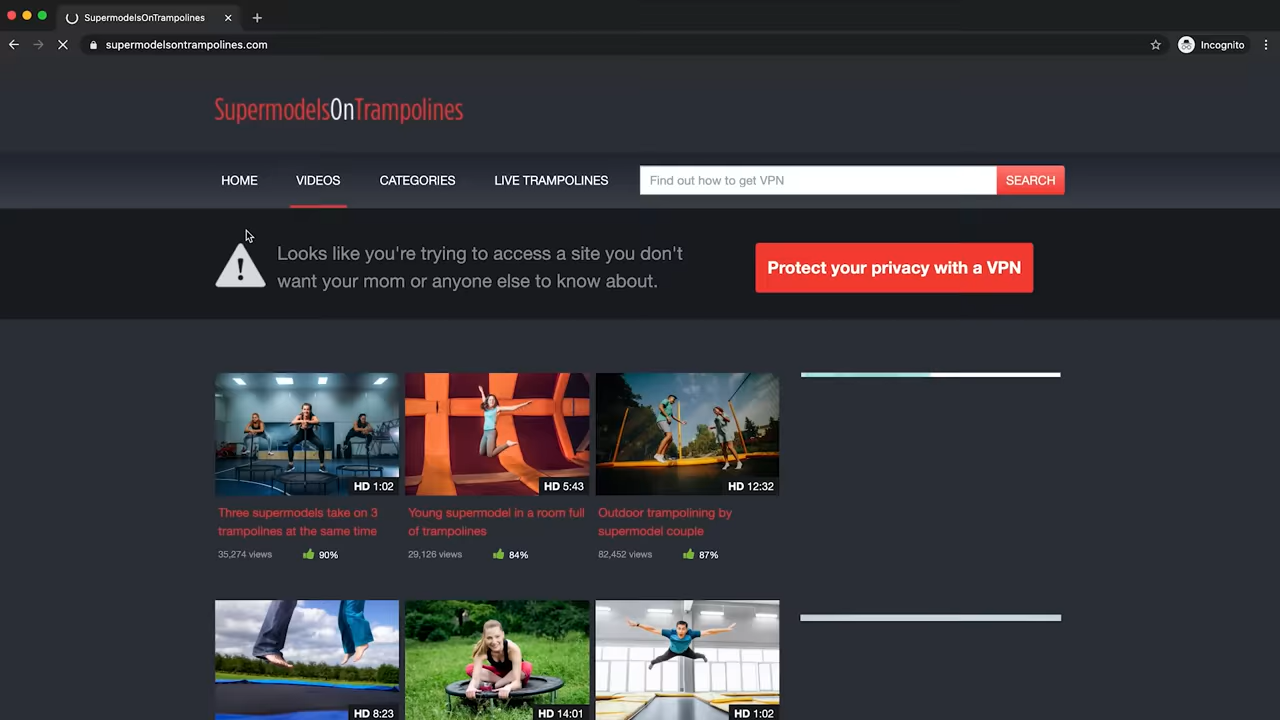 SupermodelsOnTrampolines
supermodelsontrampolines.com
Incognito
SupermodelsOnTrampolines
HOME
VIDEOS
CATEGORIES
LIVE TRAMPOLINES
Find out how to get VPN
SEARCH
Looks like you're trying to access a site you don't
want your mom or anyone else to know about.
Protect your privacy with a VPN
HD 1:02
HD 5:43
HD 12:32
Three supermodels take on 3
trampolines at the same time
35,274 views
90%
Young supermodel in a room full
of trampolines
29,126 views
84%
Outdoor trampolining by
supermodel couple
82,452 views
87%
HD 8:23
HD 14:01
HD 1:02